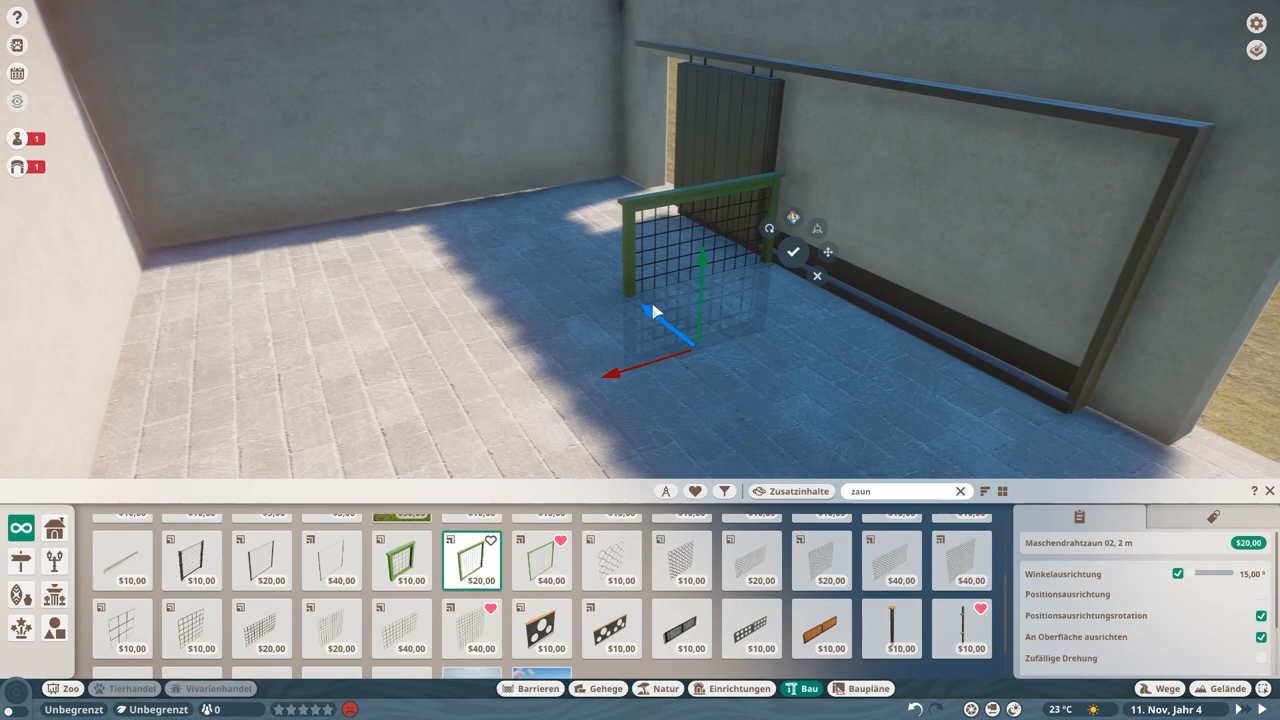 ?
1
1
Zusatzinhalte
zaun
? ×
$10,00 $20,00 $40,00 $10,00 $20,00 $40,00 $10,00 $10,00 $20,00 $20,00 $40,00 $40,00
$10,00
$10,00 $10,00 $20,00 $20,00 $40,00 $40,00 $10,00 $10,00 $10,00 $10,00 $10,00 $10,00 $10,00
Maschendrahtzaun 02, 2 m $20,00
Winkelausrichtung 15,00 °
Positionsausrichtung
Positionsausrichtungsrotation
An Oberfläche ausrichten
Zufällige Drehung
Zoo Tierhandel Vivarienhandel Barrieren Gehege Natur Einrichtungen Bau Baupläne Wege Gelände
Unbegrenzt Unbegrenzt 0 23 °C 11. Nov, Jahr 4